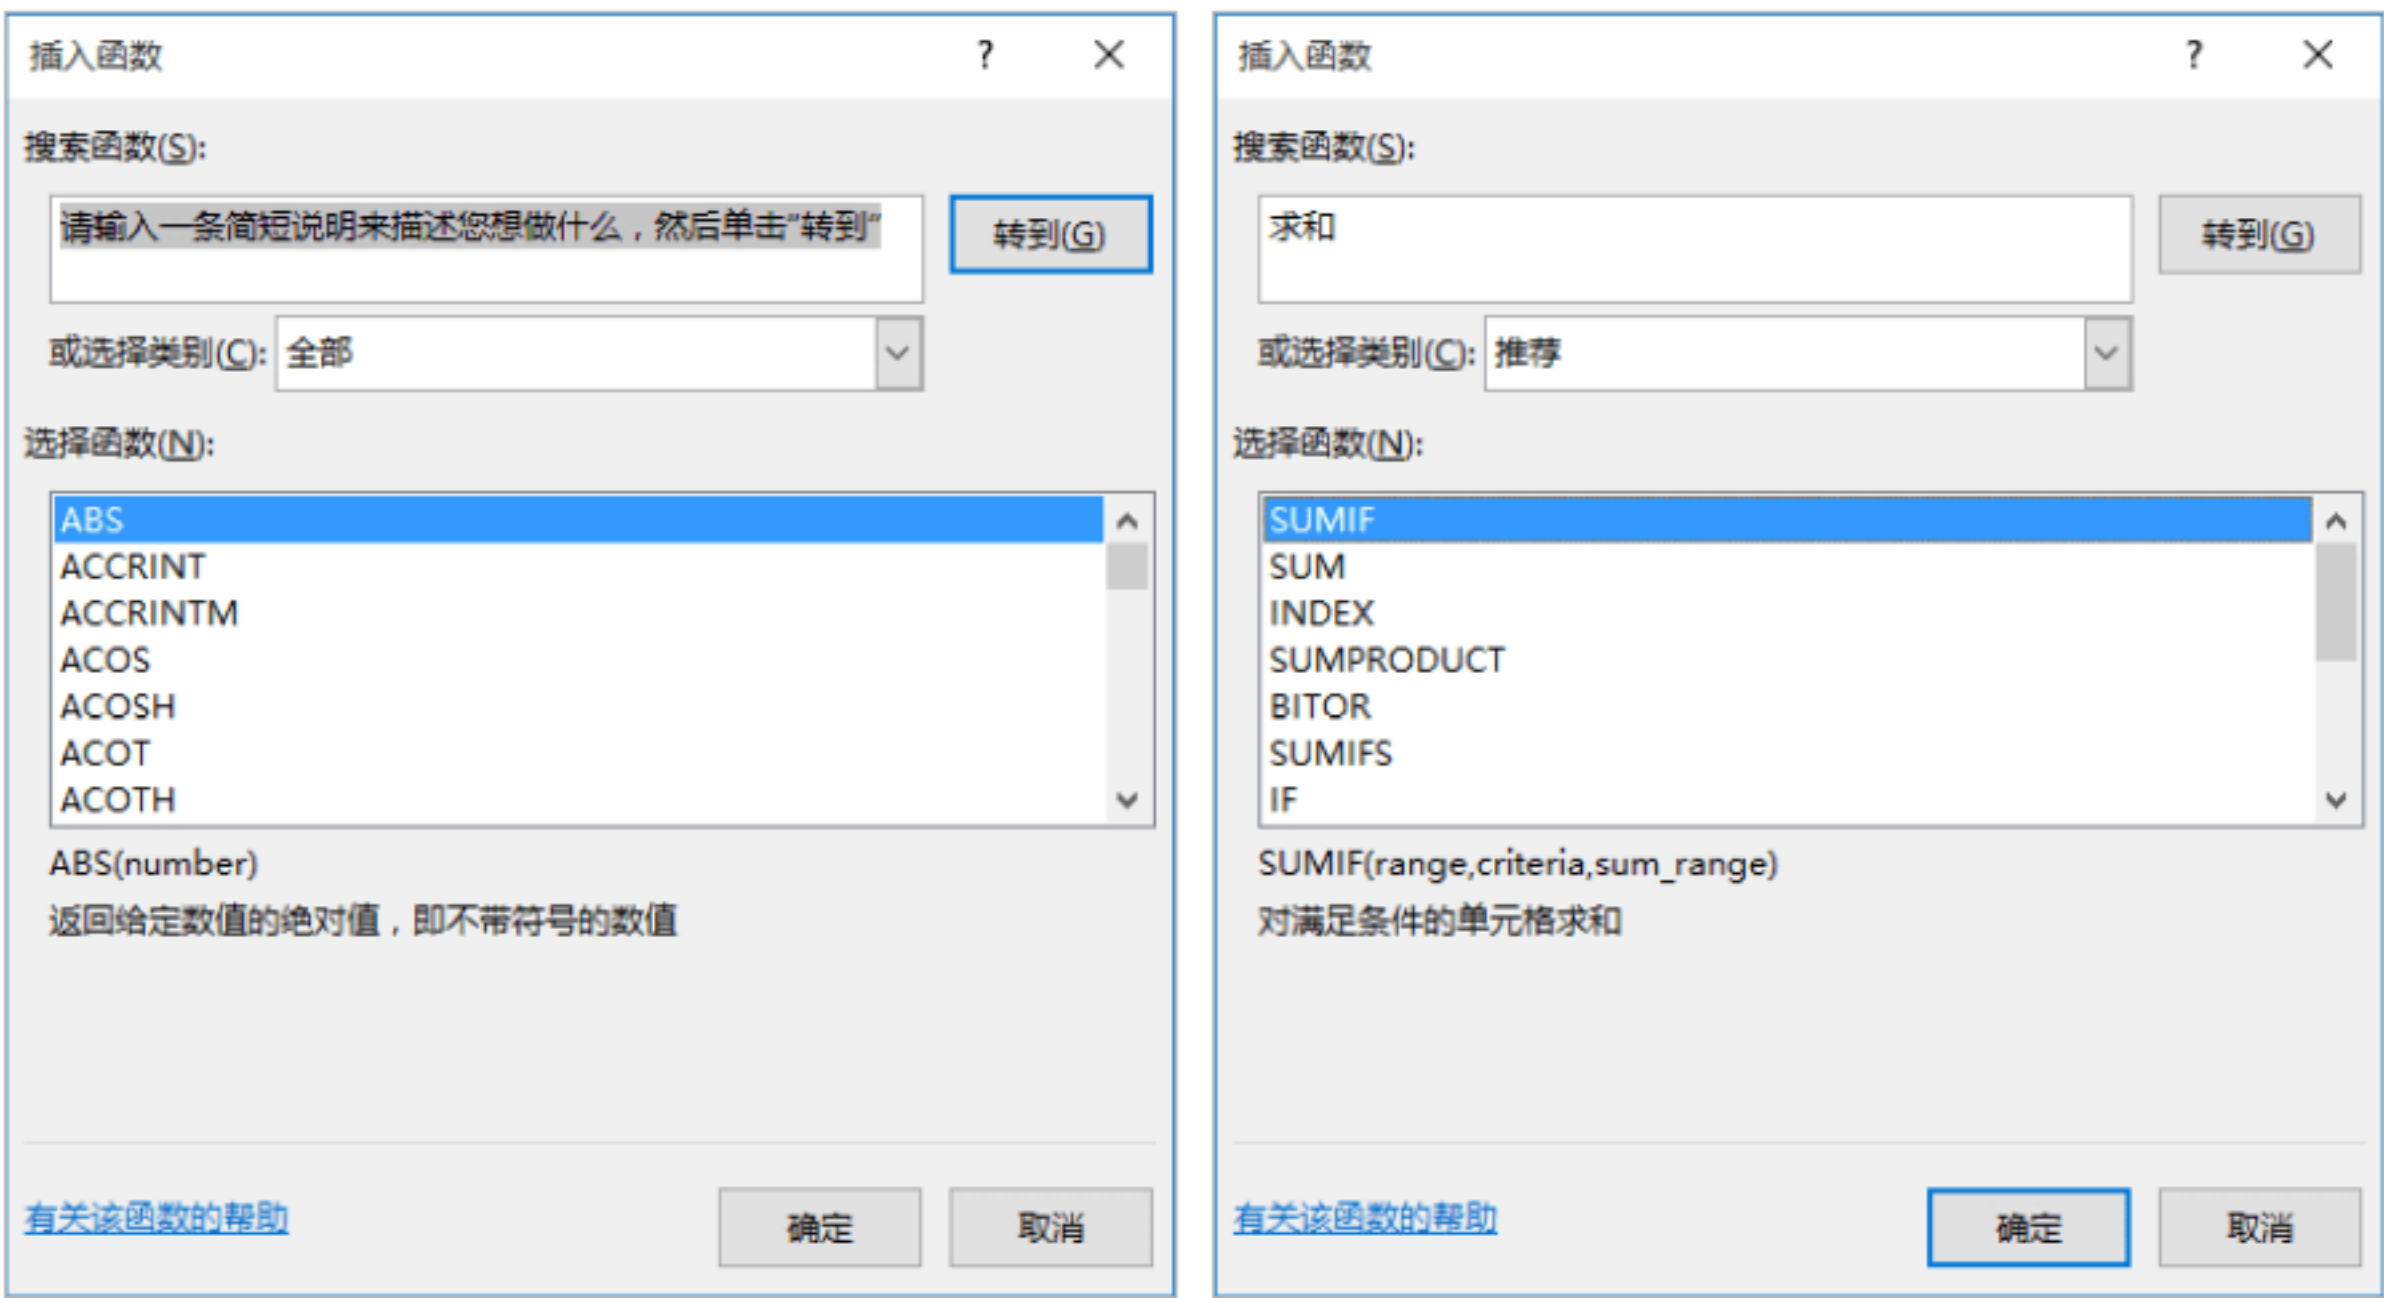 插入函数
搜索函数(S):
请输入一条简短说明来描述您想做什么，然后单击"转到"
转到(G)
或选择类别(C): 全部
选择函数(N):
ABS
ACCRINT
ACCRINTM
ACOS
ACOSH
ACOT
ACOTH
ABS(number)
返回给定数值的绝对值，即不带符号的数值
有关该函数的帮助
确定
取消
插入函数
搜索函数(S):
求和
转到(G)
或选择类别(C): 推荐
选择函数(N):
SUMIF
SUM
INDEX
SUMPRODUCT
BITOR
SUMIFS
IF
SUMIF(range,criteria,sum_range)
对满足条件的单元格求和
有关该函数的帮助
确定
取消